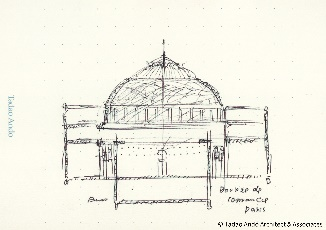 Tadao Ando
Bourse de
Commerce
Paris
© Tadao Ando Architect & Associates